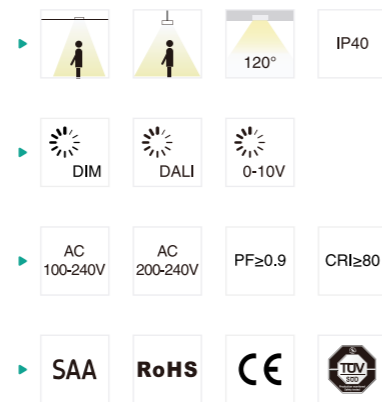 120°
IP40
DIM
DALI
0-10V
AC
100-240V
AC
200-240V
PF≥0.9
CRI≥80
SAA
RoHS
CE
TÜV
SÜD